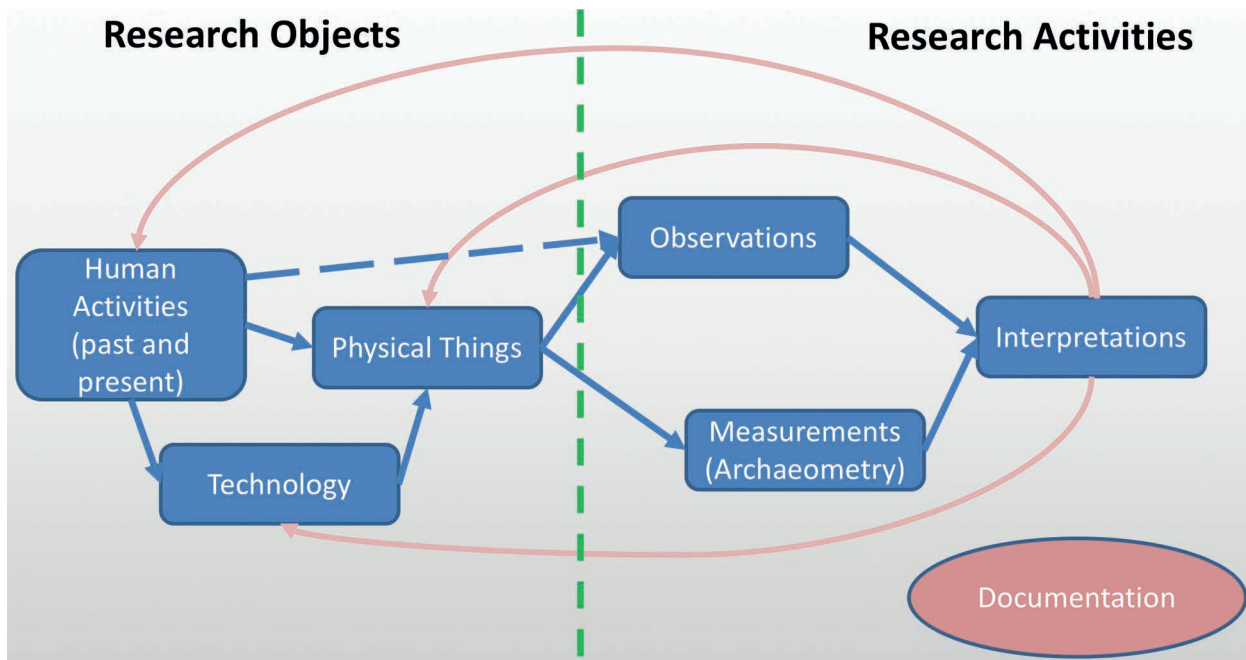 Research Objects
Research Activities
Human
Activities
(past and
present)
Physical Things
Technology
Observations
Measurements
(Archaeometry)
Interpretations
Documentation